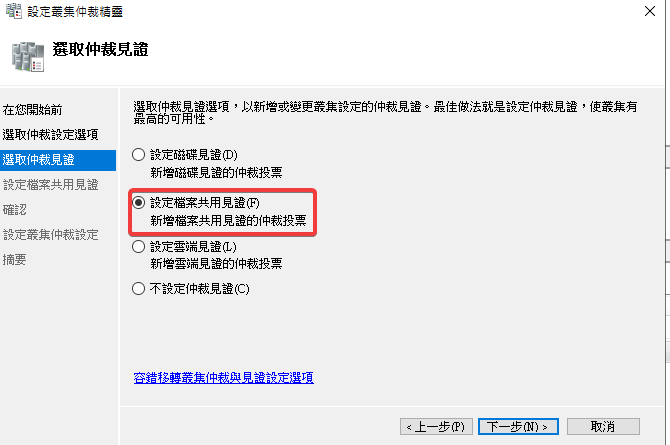 設定叢集仲裁精靈
選取仲裁見證
在您開始前
選取仲裁設定選項
選取仲裁見證
設定檔案共用見證
確認
設定叢集仲裁設定
摘要
選取仲裁見證選項，以新增或變更叢集設定的仲裁見證。最佳做法就是設定仲裁見證，使叢集有
最高的可用性。
設定磁碟見證(D)
新增磁碟見證的仲裁投票
設定檔案共用見證(F)
新增檔案共用見證的仲裁投票
設定雲端見證(L)
新增雲端見證的仲裁投票
不設定仲裁見證(C)
容錯移轉叢集仲裁與見證設定選項
< 上一步(P)
下一步(N) >
取消